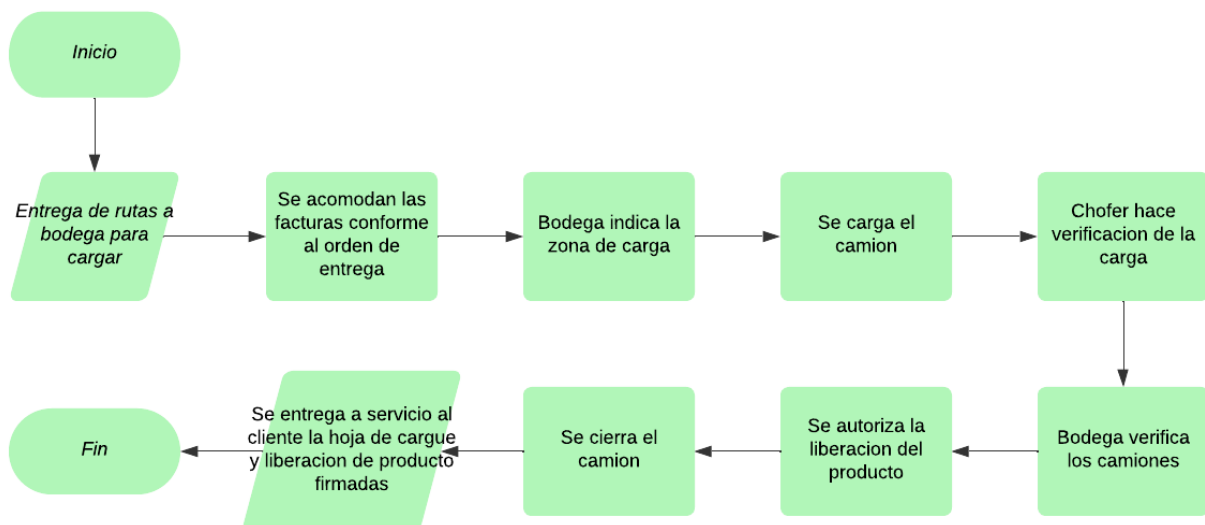 Inicio
Entrega de rutas a
bodega para
cargar
Se acomodan las
facturas conforme
al orden de
entrega
Bodega indica la
zona de carga
Se carga el
camion
Chofer hace
verificacion de la
carga
Bodega verifica
los camiones
Se autoriza la
liberacion del
producto
Se cierra el
camion
Se entrega a servicio al
cliente la hoja de cargue
y liberacion de producto
firmadas
Fin